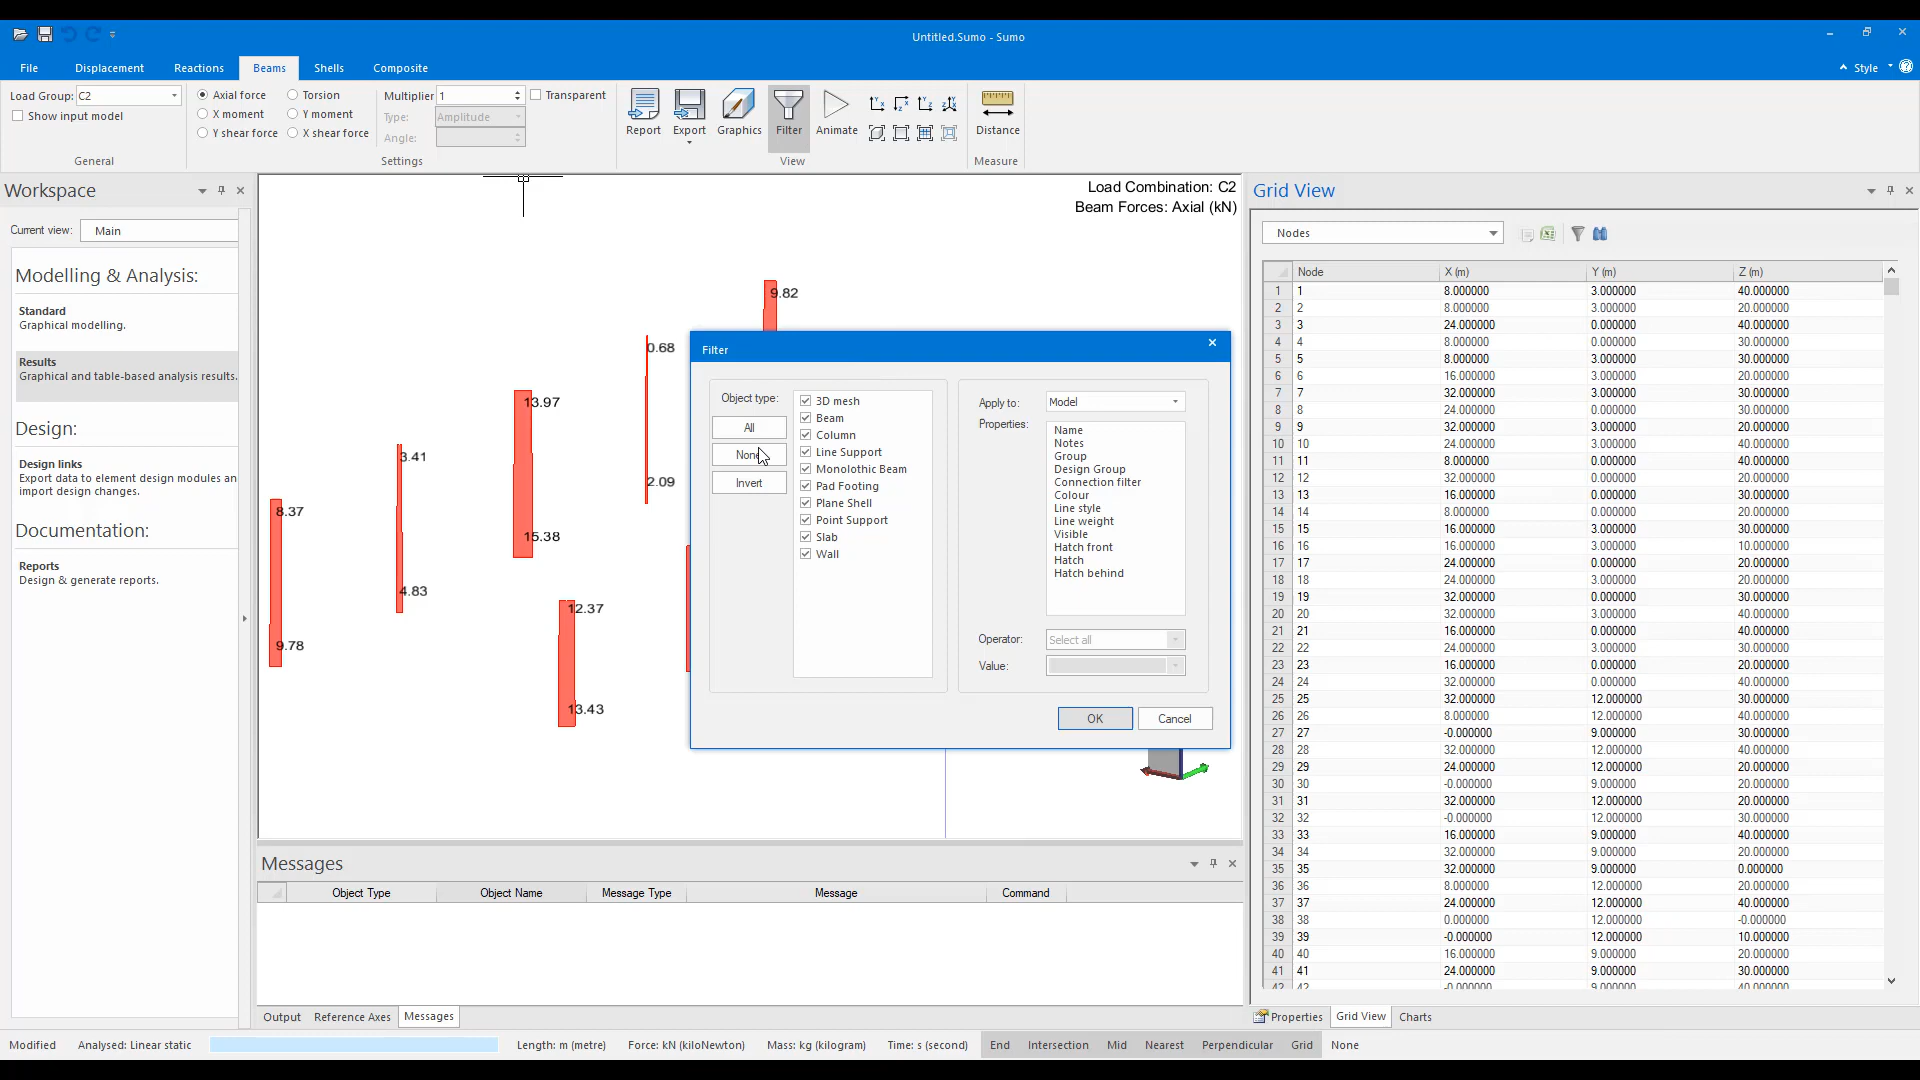 Untitled.Sumo - Sumo
File Displacement Reactions Beams Shells Composite Style
Load Group: C2
Show input model
General
Axial force Torsion
X moment Y moment
Y shear force X shear force
Multiplier 1 Transparent
Type: Amplitude
Angle:
Settings
Report Export Graphics Filter Animate
View
Distance
Measure
Workspace
Current view: Main
Modelling & Analysis:
Standard
Graphical modelling.
Results
Graphical and table-based analysis results.
Design:
Design links
Export data to element design modules an
import design changes.
Documentation:
Reports
Design & generate reports.
Load Combination: C2
Beam Forces: Axial (kN)
9.82
0.68
13.97
3.41
2.09
8.37
15.38
4.83
12.37
9.78
13.43
Filter
Object type:
All
None
Invert
3D mesh
Beam
Column
Line Support
Monolothic Beam
Pad Footing
Plane Shell
Point Support
Slab
Wall
Apply to: Model
Properties:
Name
Notes
Group
Design Group
Connection filter
Colour
Line style
Line weight
Visible
Hatch front
Hatch
Hatch behind
Operator: Select all
Value:
OK Cancel
Messages
Object Type Object Name Message Type Message Command
Output Reference Axes Messages
Grid View
Nodes
Node X (m) Y (m) Z (m)
1 1 8.000000 3.000000 40.000000
2 2 8.000000 3.000000 20.000000
3 3 24.000000 0.000000 40.000000
4 4 8.000000 0.000000 30.000000
5 5 8.000000 3.000000 30.000000
6 6 16.000000 3.000000 20.000000
7 7 32.000000 3.000000 40.000000
8 8 24.000000 0.000000 30.000000
9 9 32.000000 3.000000 40.000000
10 10 24.000000 0.000000 20.000000
11 11 8.000000 3.000000 40.000000
12 12 32.000000 0.000000 40.000000
13 13 16.000000 0.000000 30.000000
14 14 8.000000 0.000000 20.000000
15 15 16.000000 3.000000 30.000000
16 16 16.000000 3.000000 10.000000
17 17 24.000000 0.000000 40.000000
18 18 24.000000 3.000000 20.000000
19 19 32.000000 0.000000 30.000000
20 20 32.000000 3.000000 40.000000
21 21 16.000000 0.000000 40.000000
22 22 24.000000 3.000000 30.000000
23 23 16.000000 0.000000 20.000000
24 24 32.000000 0.000000 40.000000
25 25 32.000000 12.000000 30.000000
26 26 8.000000 12.000000 40.000000
27 27 -0.000000 9.000000 30.000000
28 28 32.000000 12.000000 40.000000
29 29 24.000000 12.000000 20.000000
30 30 -0.000000 9.000000 20.000000
31 31 32.000000 12.000000 20.000000
32 32 -0.000000 12.000000 30.000000
33 33 16.000000 9.000000 40.000000
34 34 32.000000 9.000000 20.000000
35 35 32.000000 9.000000 0.000000
36 36 8.000000 12.000000 20.000000
37 37 24.000000 12.000000 40.000000
38 38 0.000000 12.000000 -0.000000
39 39 -0.000000 12.000000 10.000000
40 40 16.000000 9.000000 20.000000
41 41 24.000000 9.000000 30.000000
42 42 -0.000000 9.000000 40.000000
Properties Grid View Charts
Modified Analysed: Linear static Length: m (metre) Force: kN (kiloNewton) Mass: kg (kilogram) Time: s (second) End Intersection Mid Nearest Perpendicular Grid None